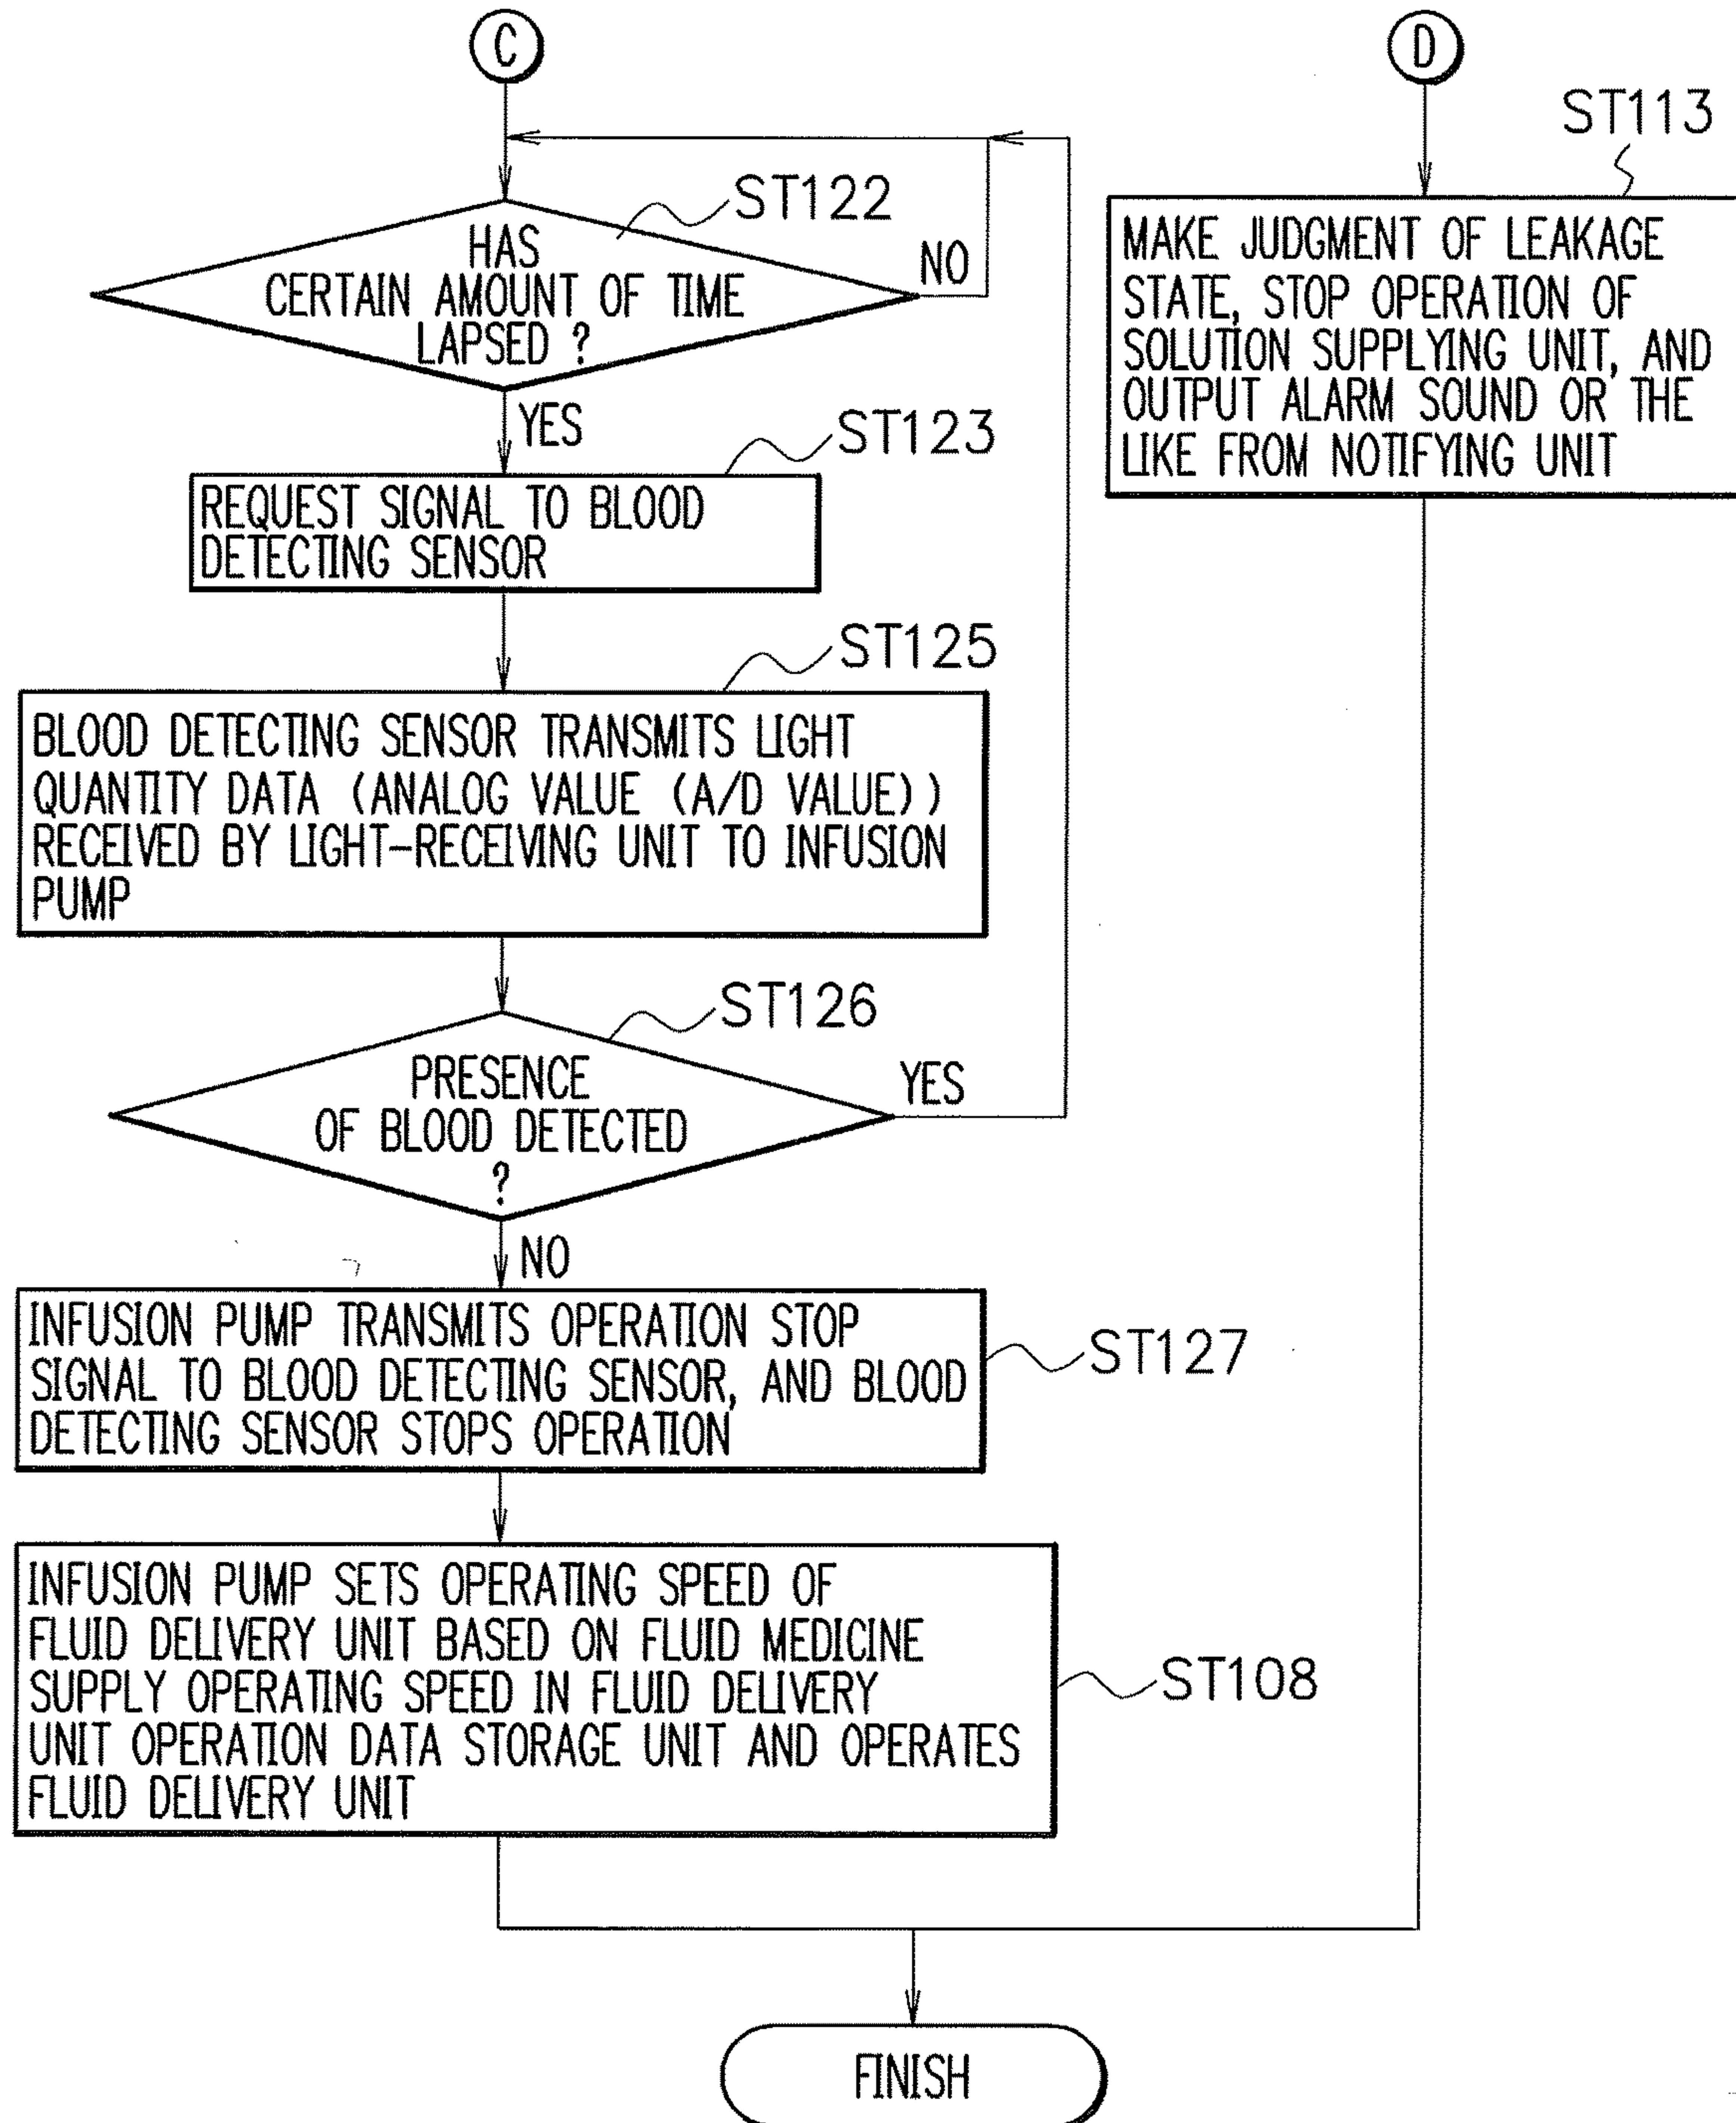 C
ST122
HAS
CERTAIN AMOUNT OF TIME
LAPSED ?
NO
YES
ST123
REQUEST SIGNAL TO BLOOD
DETECTING SENSOR
ST125
BLOOD DETECTING SENSOR TRANSMITS LIGHT
QUANTITY DATA (ANALOG VALUE (A/D VALUE))
RECEIVED BY LIGHT-RECEIVING UNIT TO INFUSION
PUMP
ST126
PRESENCE
OF BLOOD DETECTED
?
YES
NO
INFUSION PUMP TRANSMITS OPERATION STOP
SIGNAL TO BLOOD DETECTING SENSOR, AND BLOOD
DETECTING SENSOR STOPS OPERATION
ST127
INFUSION PUMP SETS OPERATING SPEED OF
FLUID DELIVERY UNIT BASED ON FLUID MEDICINE
SUPPLY OPERATING SPEED IN FLUID DELIVERY
UNIT OPERATION DATA STORAGE UNIT AND OPERATES
FLUID DELIVERY UNIT
ST108
D
ST113
MAKE JUDGMENT OF LEAKAGE
STATE, STOP OPERATION OF
SOLUTION SUPPLYING UNIT, AND
OUTPUT ALARM SOUND OR THE
LIKE FROM NOTIFYING UNIT
FINISH